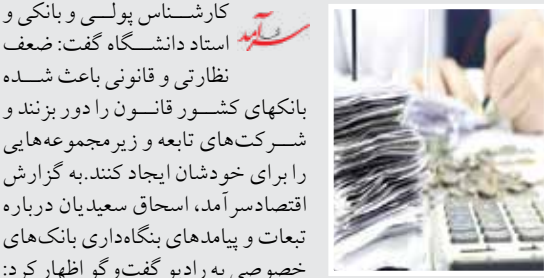 کارشناس پولی و بانکی و
سرآمد
استاد دانشگاه گفت: ضعف
نظارتی و قانونی باعث شده
بانکهای کشور قانون را دور بزنند و
شرکت‌های تابعه و زیرمجموعه‌هایی
را برای خودشان ایجاد کنند.به گزارش
اقتصادسرآمد، اسحاق سعیدیان درباره
تبعات و پیامدهای بنگاه‌داری بانک‌های
خصوصی به رادیو گفت‌وگو اظهار کرد: